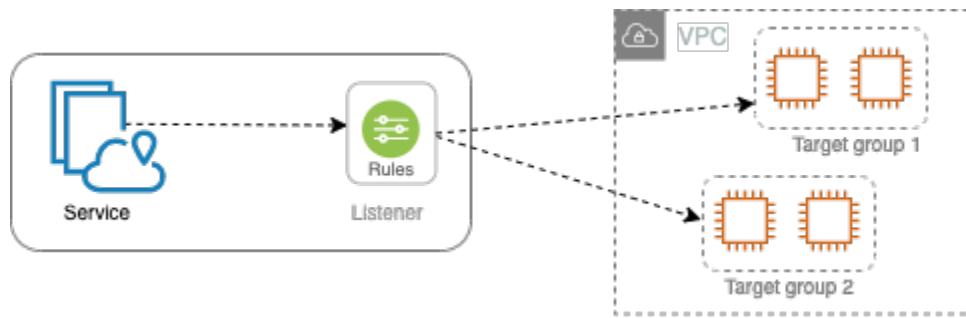 VPC
Rules
Target group 1
Service
Listener
Target group 2